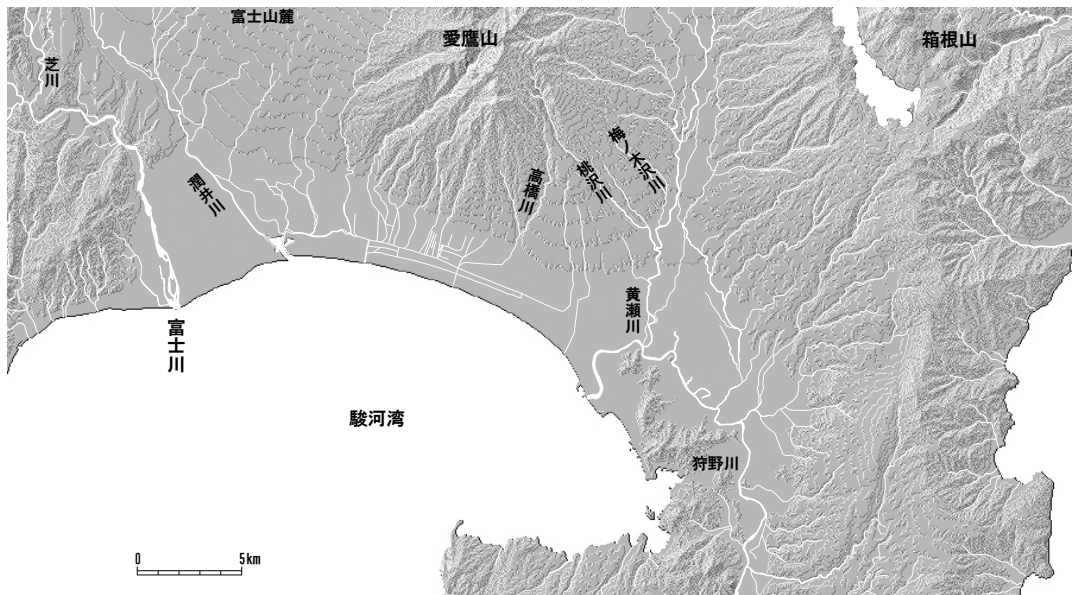 富士山麓
愛鷹山
箱根山
芝川
潤井川
高橋川
桃沢川
梅ノ木沢川
黄瀬川
富士川
駿河湾
狩野川
0 5km